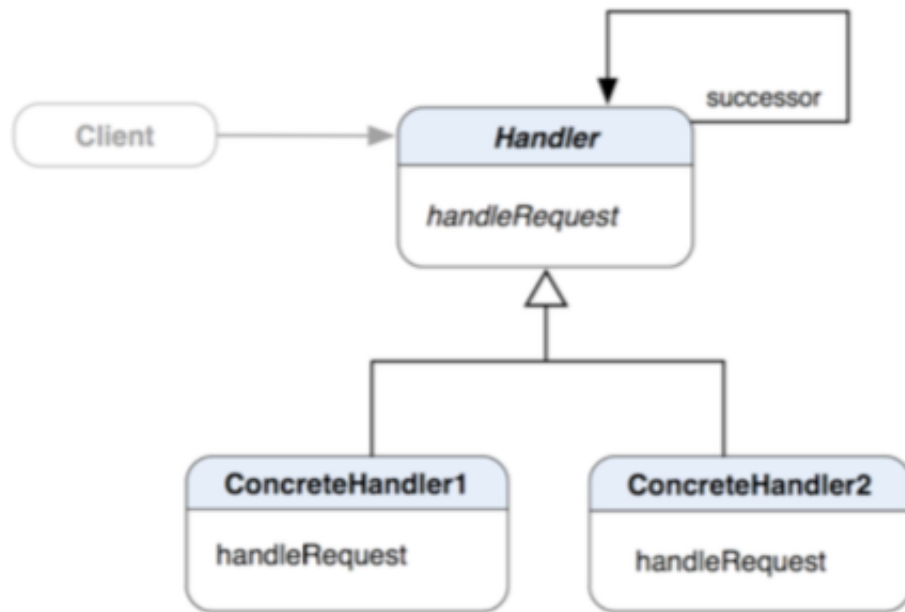 successor
Client
Handler
handleRequest
ConcreteHandler1
ConcreteHandler2
handleRequest
handleRequest